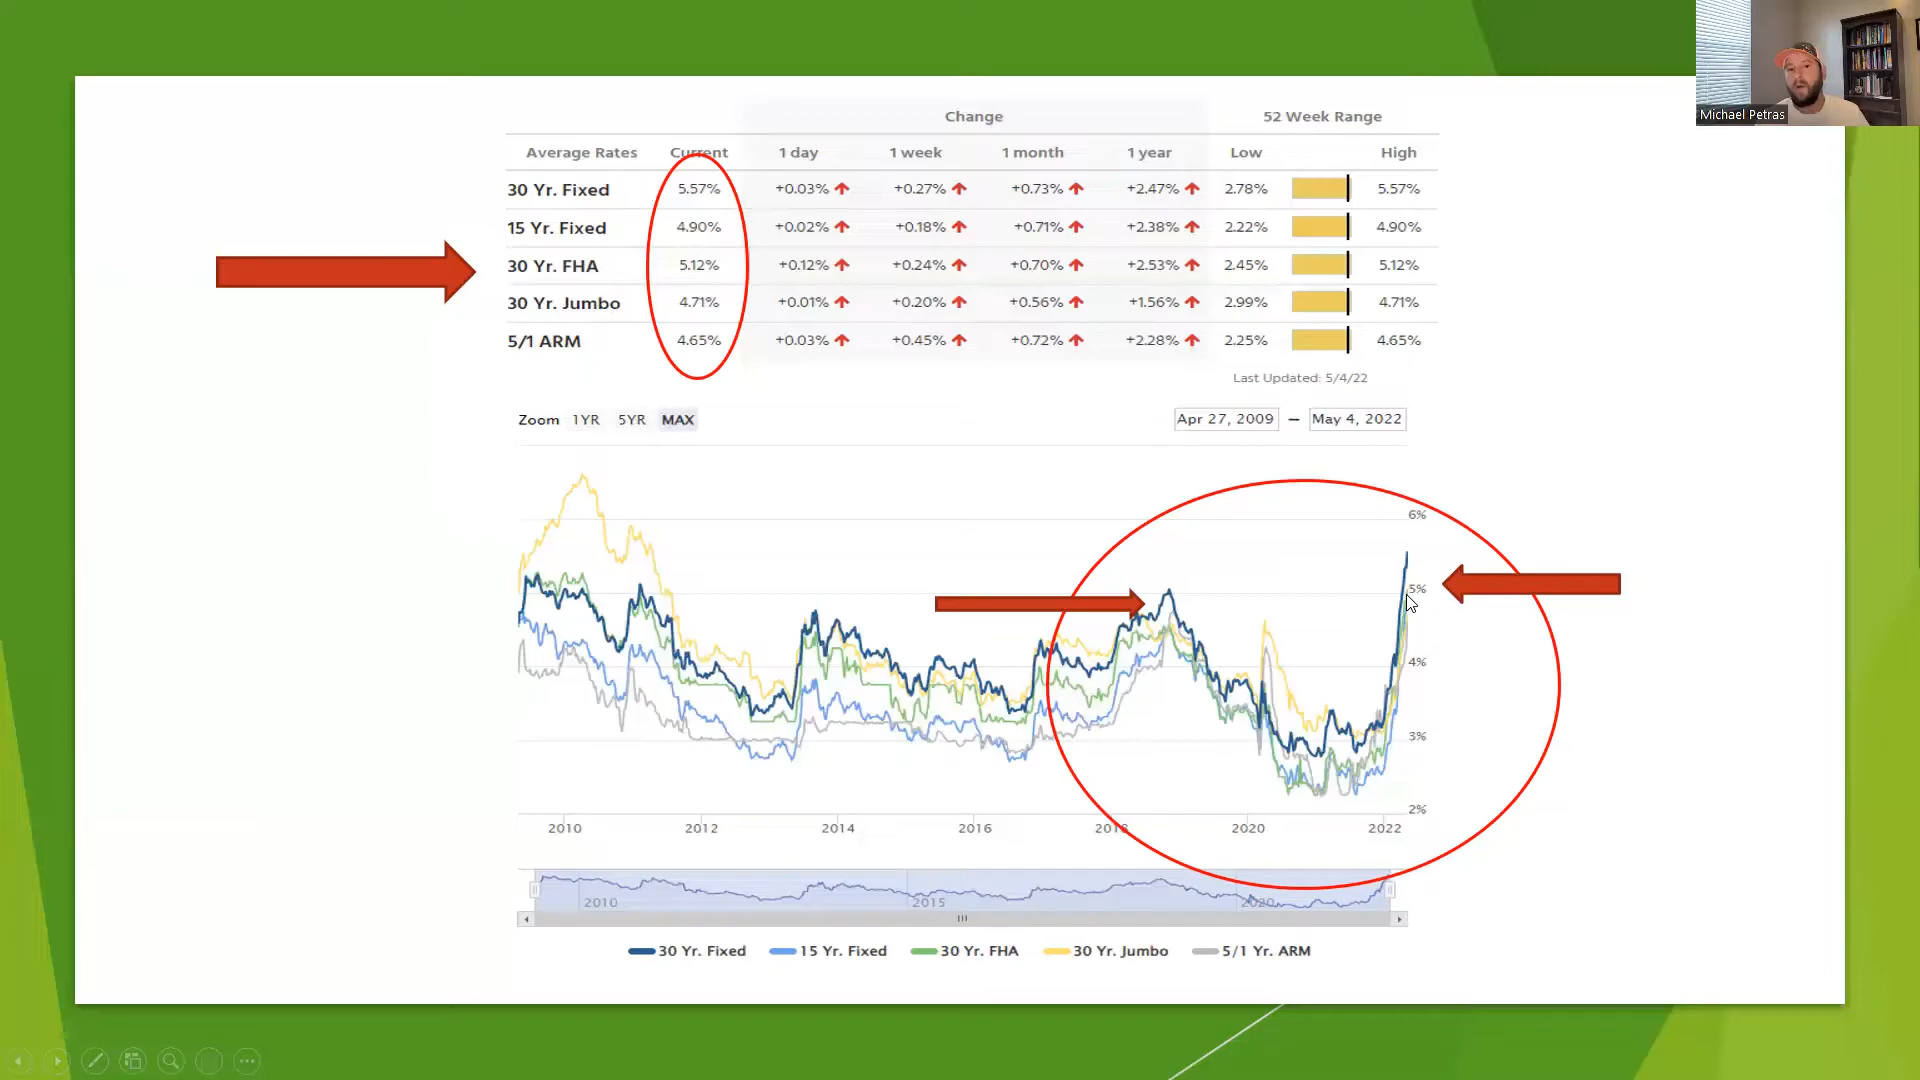 Michael Petras
Change 52 Week Range
Average Rates Current 1 day 1 week 1 month 1 year Low High
30 Yr. Fixed 5.57% +0.03% +0.27% +0.73% +2.47% 2.78% 5.57%
15 Yr. Fixed 4.90% +0.02% +0.18% +0.71% +2.38% 2.22% 4.90%
30 Yr. FHA 5.12% +0.12% +0.24% +0.70% +2.53% 2.45% 5.12%
30 Yr. Jumbo 4.71% +0.01% +0.20% +0.56% +1.56% 2.99% 4.71%
5/1 ARM 4.65% +0.03% +0.45% +0.72% +2.28% 2.25% 4.65%
Last Updated: 5/4/22
Zoom 1YR 5YR MAX Apr 27, 2009 – May 4, 2022
6%
5%
4%
3%
2%
2010 2012 2014 2016 2018 2020 2022
2010 2015 2020
30 Yr. Fixed 15 Yr. Fixed 30 Yr. FHA 30 Yr. Jumbo 5/1 Yr. ARM